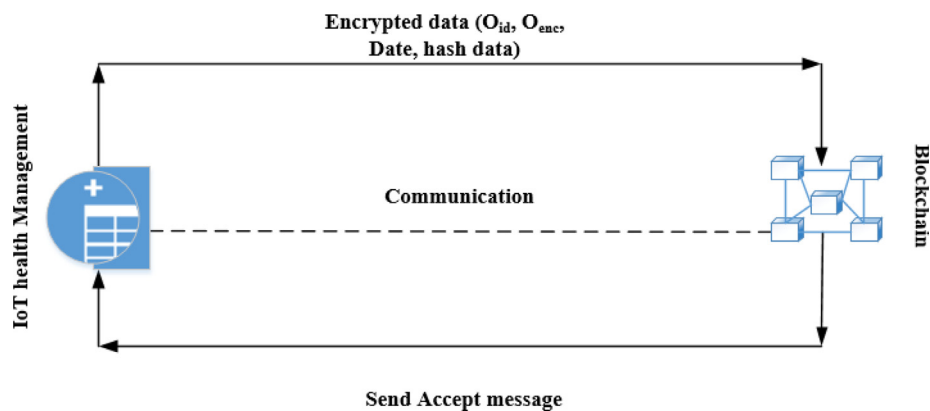 Encrypted data (Oid, Oenc,
Date, hash data)
IoT health Management
Communication
Blockchain
Send Accept message